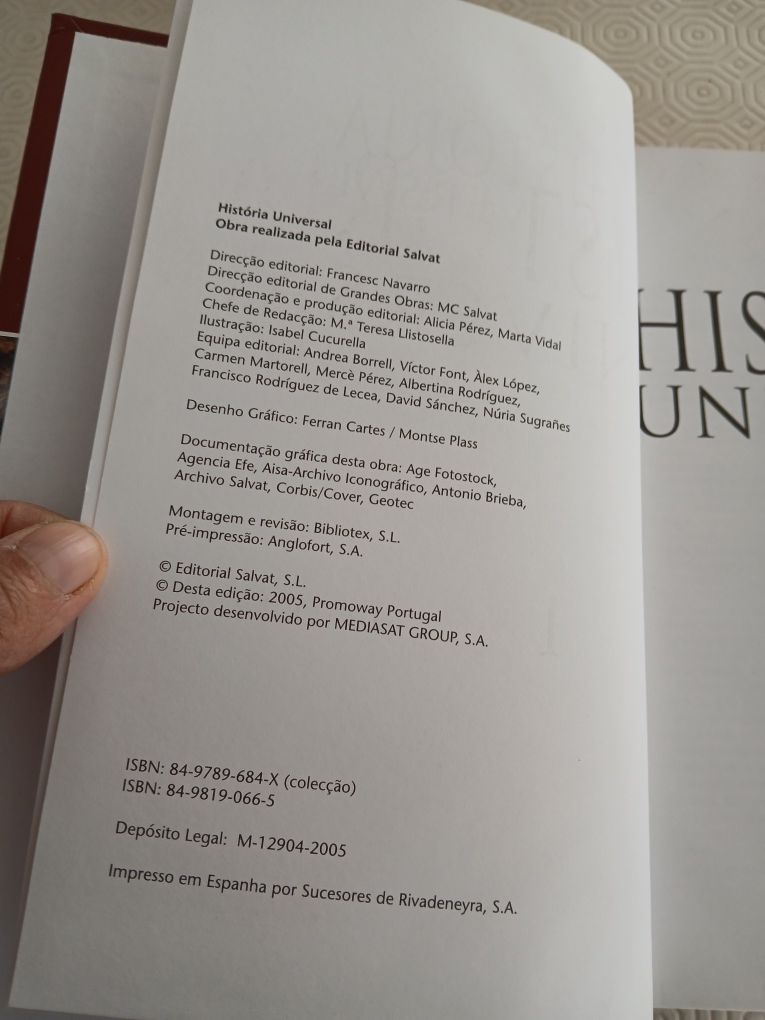 História Universal
Obra realizada pela Editorial Salvat
Direcção editorial: Francesc Navarro
Direcção editorial de Grandes Obras: MC Salvat
Coordenação e produção editorial: Alicia Pérez, Marta Vidal
Chefe de Redacção: M.ª Teresa Llistosella
Ilustração: Isabel Cucurella
Equipa editorial: Andrea Borrell, Víctor Font, Àlex López,
Carmen Martorell, Mercè Pérez, Albertina Rodríguez,
Francisco Rodríguez de Lecea, David Sánchez, Núria Sugrañes
Desenho Gráfico: Ferran Cartes / Montse Plass
Documentação gráfica desta obra: Age Fotostock,
Agencia Efe, Aisa-Archivo Iconográfico, Antonio Brieba,
Archivo Salvat, Corbis/Cover, Geotec
Montagem e revisão: Bibliotex, S.L.
Pré-impressão: Anglofort, S.A.
© Editorial Salvat, S.L.
© Desta edição: 2005, Promoway Portugal
Projecto desenvolvido por MEDIASAT GROUP, S.A.
ISBN: 84-9789-684-X (colecção)
ISBN: 84-9819-066-5
Depósito Legal: M-12904-2005
Impresso em Espanha por Sucesores de Rivadeneyra, S.A.
HIS
UN